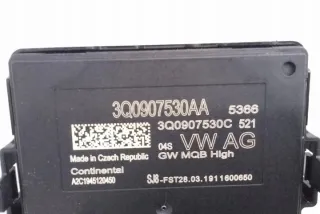 3Q0907530AA 5366
3Q0907530C 521
04S VW AG
Made in Czech Republic GW MQB High
Continental
A2C1945120450 SJ8-FST28.03.1911600650